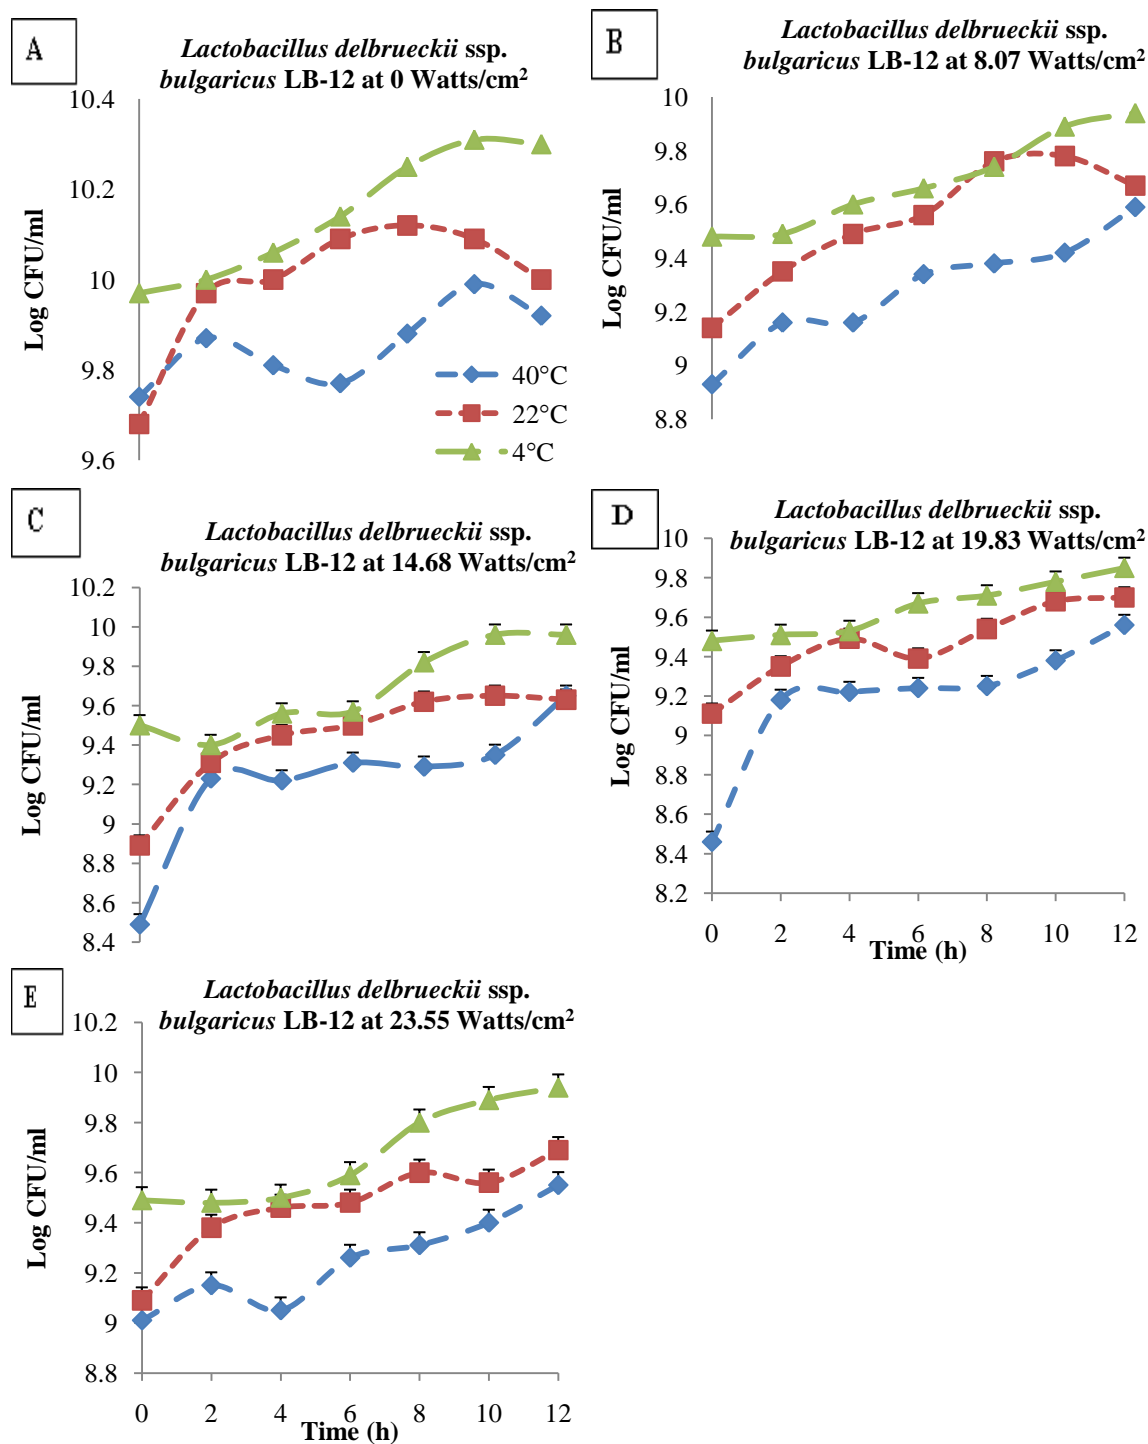 A
Lactobacillus delbrueckii ssp.
bulgaricus LB-12 at 0 Watts/cm²
Log CFU/ml
10.4
10.2
10
9.8
9.6
40°C
22°C
4°C
B
Lactobacillus delbrueckii ssp.
bulgaricus LB-12 at 8.07 Watts/cm²
Log CFU/ml
10
9.8
9.6
9.4
9.2
9
8.8
C
Lactobacillus delbrueckii ssp.
bulgaricus LB-12 at 14.68 Watts/cm²
Log CFU/ml
10.2
10
9.8
9.6
9.4
9.2
9
8.8
8.6
8.4
D
Lactobacillus delbrueckii ssp.
bulgaricus LB-12 at 19.83 Watts/cm²
Log CFU/ml
10
9.8
9.6
9.4
9.2
9
8.8
8.6
8.4
8.2
0 2 4 6 8 10 12
Time (h)
E
Lactobacillus delbrueckii ssp.
bulgaricus LB-12 at 23.55 Watts/cm²
Log CFU/ml
10.2
10
9.8
9.6
9.4
9.2
9
8.8
0 2 4 6 8 10 12
Time (h)